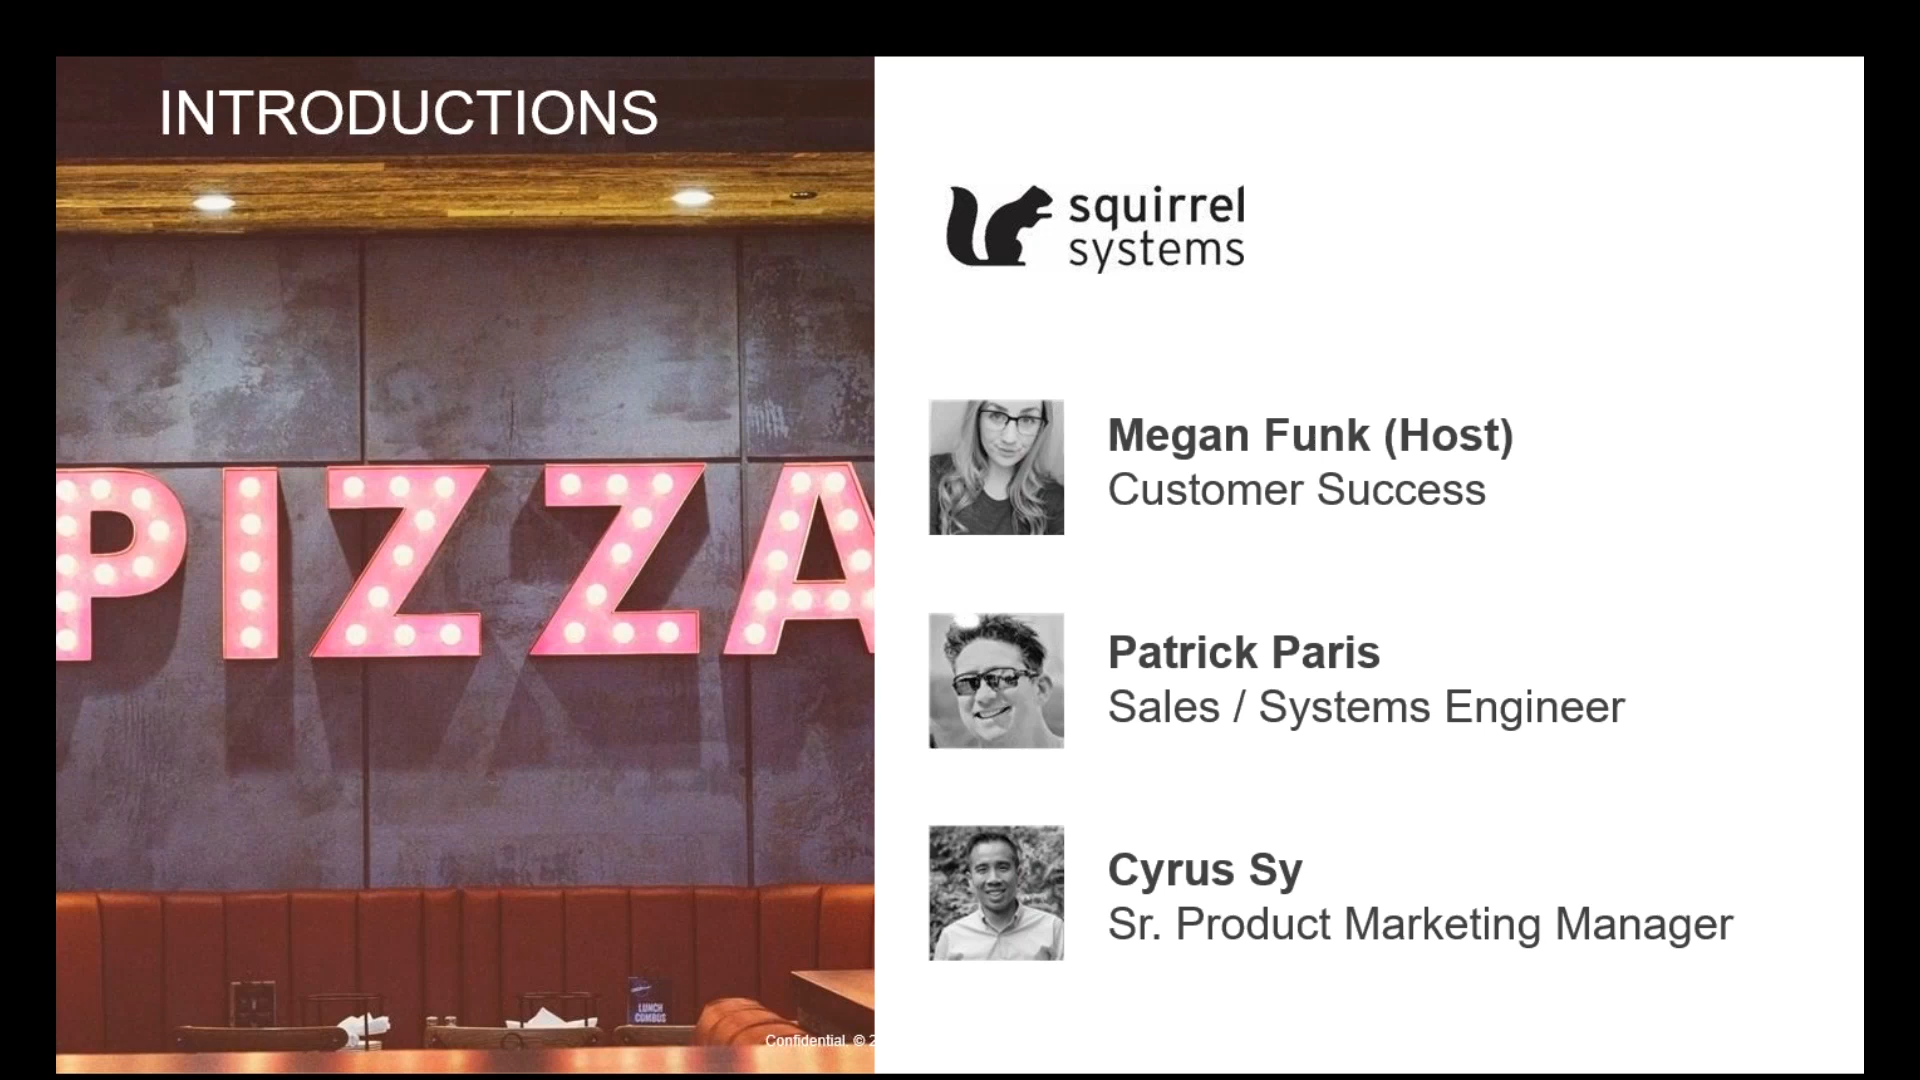 INTRODUCTIONS
squirrel
systems
PIZZA
Megan Funk (Host)
Customer Success
Patrick Paris
Sales / Systems Engineer
Cyrus Sy
Sr. Product Marketing Manager
LUNCH
COMBOS
Confidential. © 2